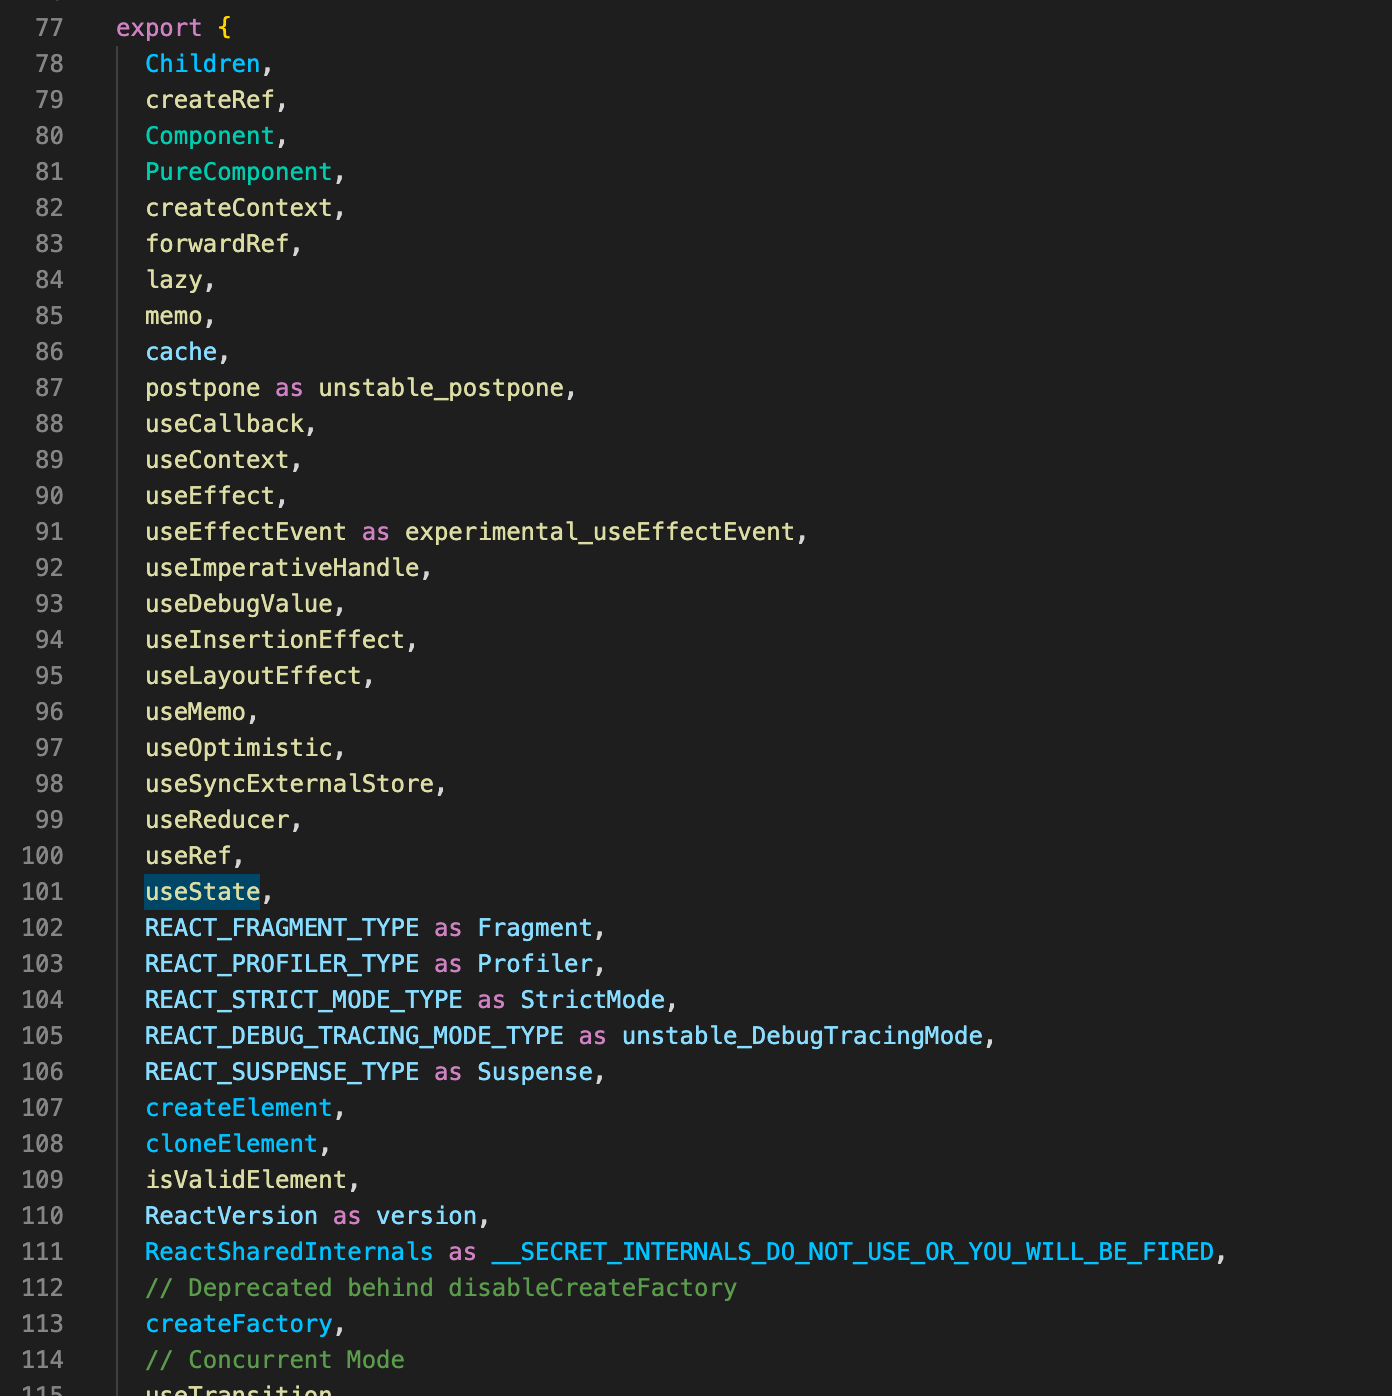 77 export {
78 Children,
79 createRef,
80 Component,
81 PureComponent,
82 createContext,
83 forwardRef,
84 lazy,
85 memo,
86 cache,
87 postpone as unstable_postpone,
88 useCallback,
89 useContext,
90 useEffect,
91 useEffectEvent as experimental_useEffectEvent,
92 useImperativeHandle,
93 useDebugValue,
94 useInsertionEffect,
95 useLayoutEffect,
96 useMemo,
97 useOptimistic,
98 useSyncExternalStore,
99 useReducer,
100 useRef,
101 useState,
102 REACT_FRAGMENT_TYPE as Fragment,
103 REACT_PROFILER_TYPE as Profiler,
104 REACT_STRICT_MODE_TYPE as StrictMode,
105 REACT_DEBUG_TRACING_MODE_TYPE as unstable_DebugTracingMode,
106 REACT_SUSPENSE_TYPE as Suspense,
107 createElement,
108 cloneElement,
109 isValidElement,
110 ReactVersion as version,
111 ReactSharedInternals as __SECRET_INTERNALS_DO_NOT_USE_OR_YOU_WILL_BE_FIRED,
112 // Deprecated behind disableCreateFactory
113 createFactory,
114 // Concurrent Mode
115 useTransition